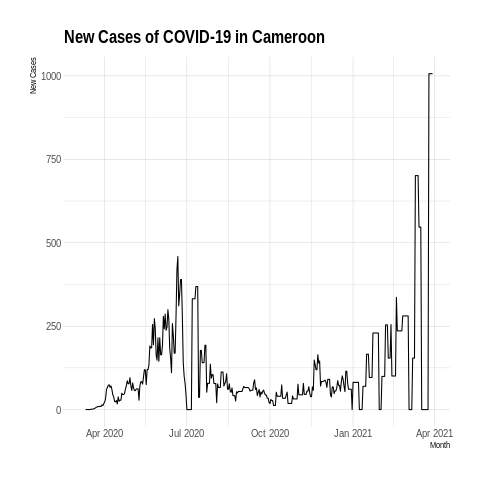 New Cases of COVID-19 in Cameroon
New Cases
1000
750
500
250
0
Apr 2020 Jul 2020 Oct 2020 Jan 2021 Apr 2021
Month